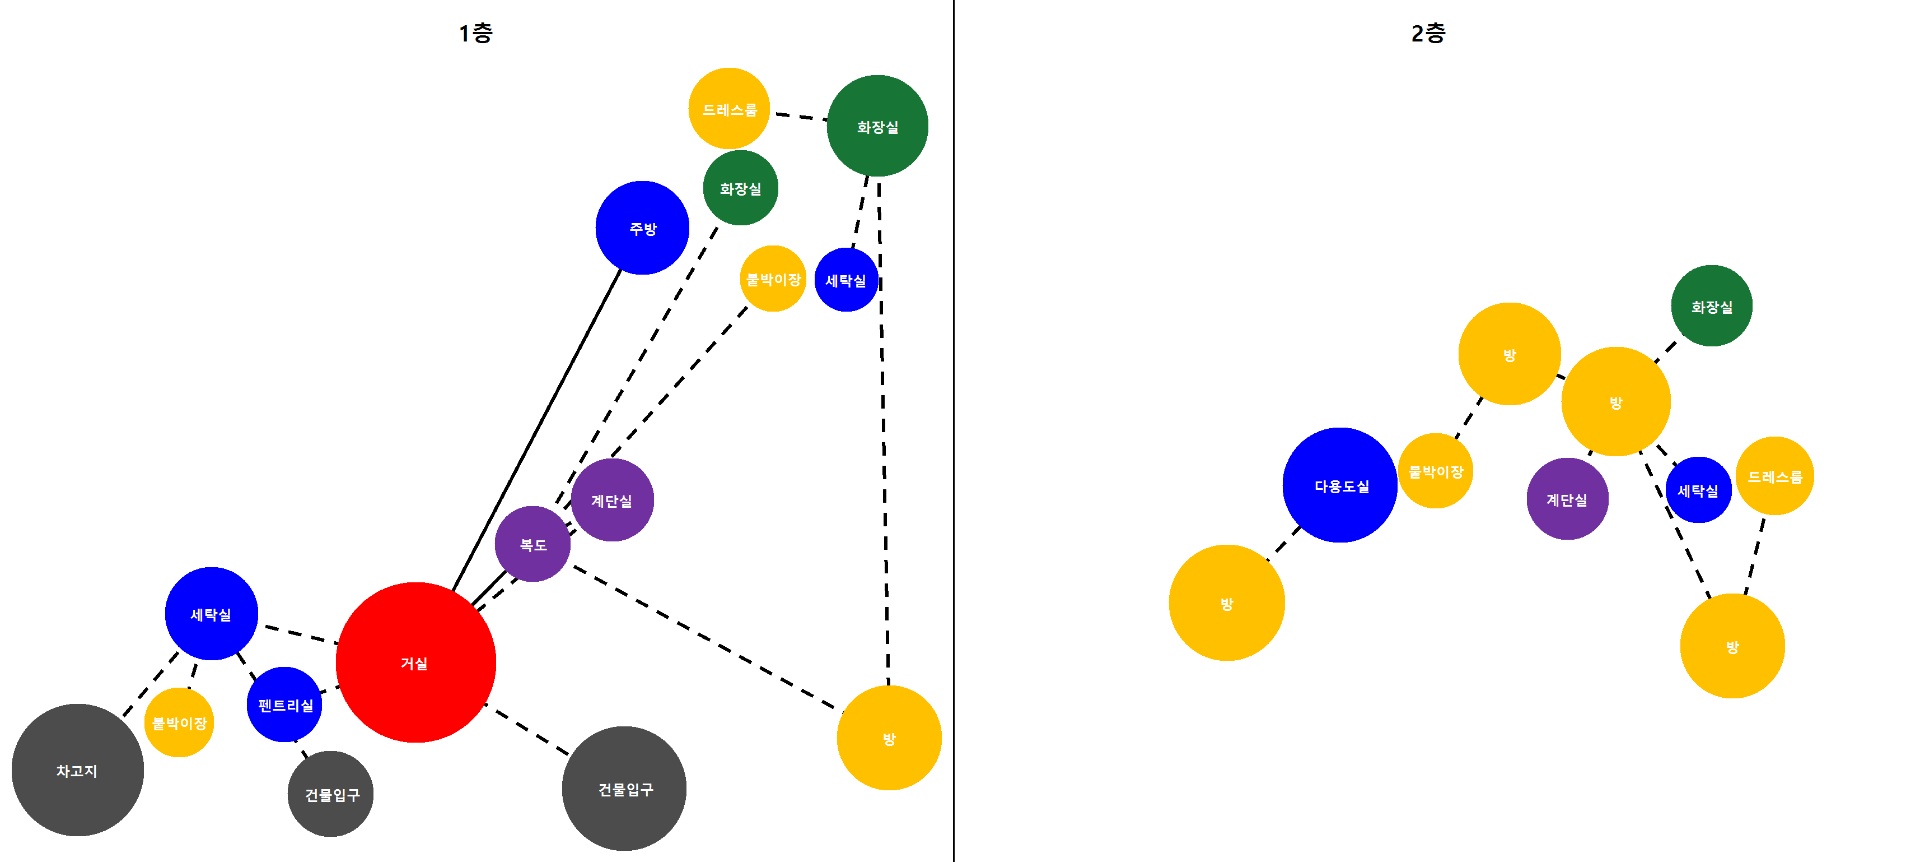 1층
드레스룸
화장실
화장실
주방
붙박이장
세탁실
계단실
복도
세탁실
거실
펜트리실
붙박이장
차고지
건물입구
건물입구
방
2층
화장실
방
방
붙박이장
다용도실
계단실
세탁실
드레스룸
방
방